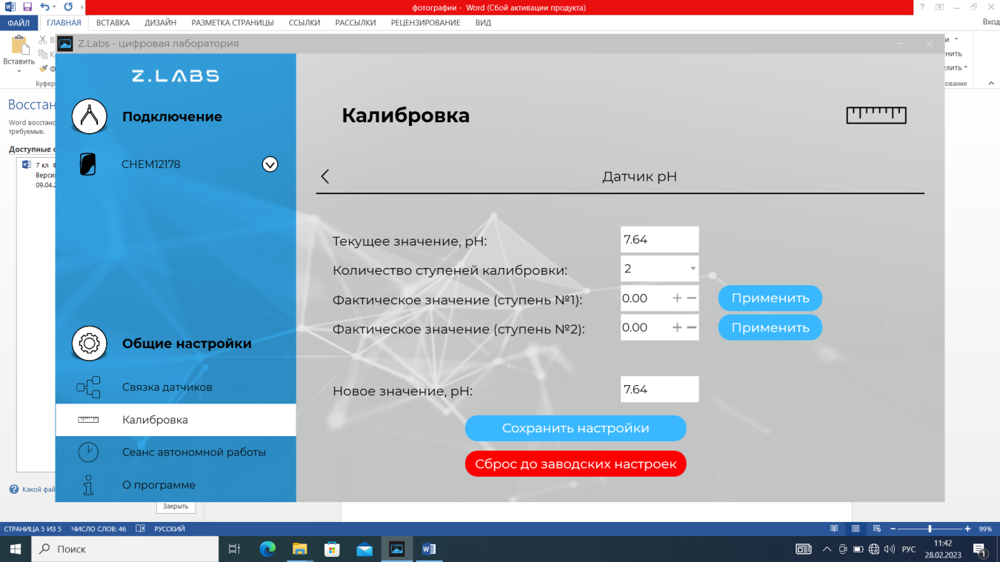 фотографии - Word (Сбой активации продукта)
ФАЙЛ ГЛАВНАЯ ВСТАВКА ДИЗАЙН РАЗМЕТКА СТРАНИЦЫ ССЫЛКИ РАССЫЛКИ РЕЦЕНЗИРОВАНИЕ ВИД Вход
Вставить
Буфер
Z.Labs - цифровая лаборатория
Z.LABS
Подключение
CHEM12178
Общие настройки
Связка датчиков
Калибровка
Сеанс автономной работы
О программе
Калибровка
Датчик pH
Текущее значение, pH: 7.64
Количество ступеней калибровки: 2
Фактическое значение (ступень №1): 0.00 + − Применить
Фактическое значение (ступень №2): 0.00 + − Применить
Новое значение, pH: 7.64
Сохранить настройки
Сброс до заводских настроек
Восстан
Word восстано
требуемые.
Доступные
7 кл
Верси
09.04.2
Какой фай
Закрыть
СТРАНИЦА 5 ИЗ 5 ЧИСЛО СЛОВ: 46 РУССКИЙ 99%
Поиск
РУС
11:42
28.02.2023
1